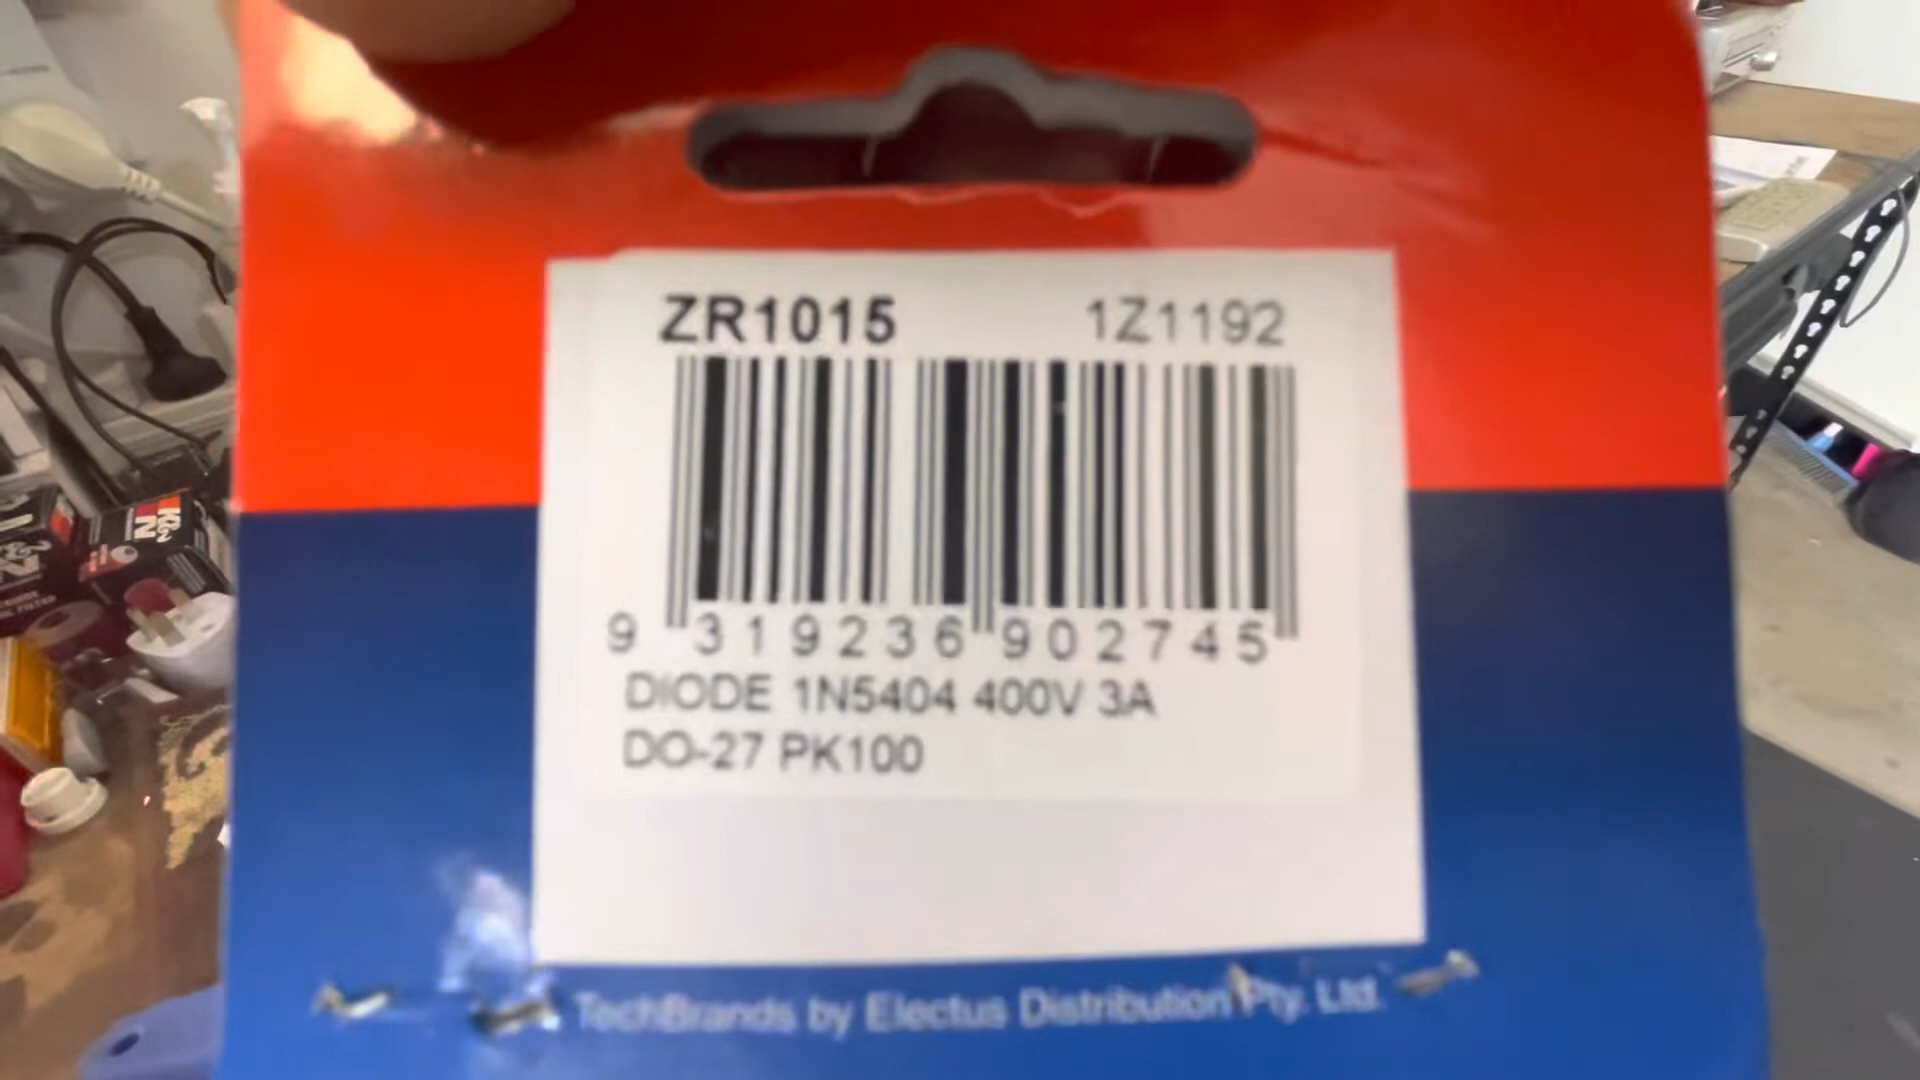 ZR1015 1Z1192
9 319236 902745
DIODE 1N5404 400V 3A
DO-27 PK100
TechBrands by Electus Distribution Pty. Ltd.
K&N